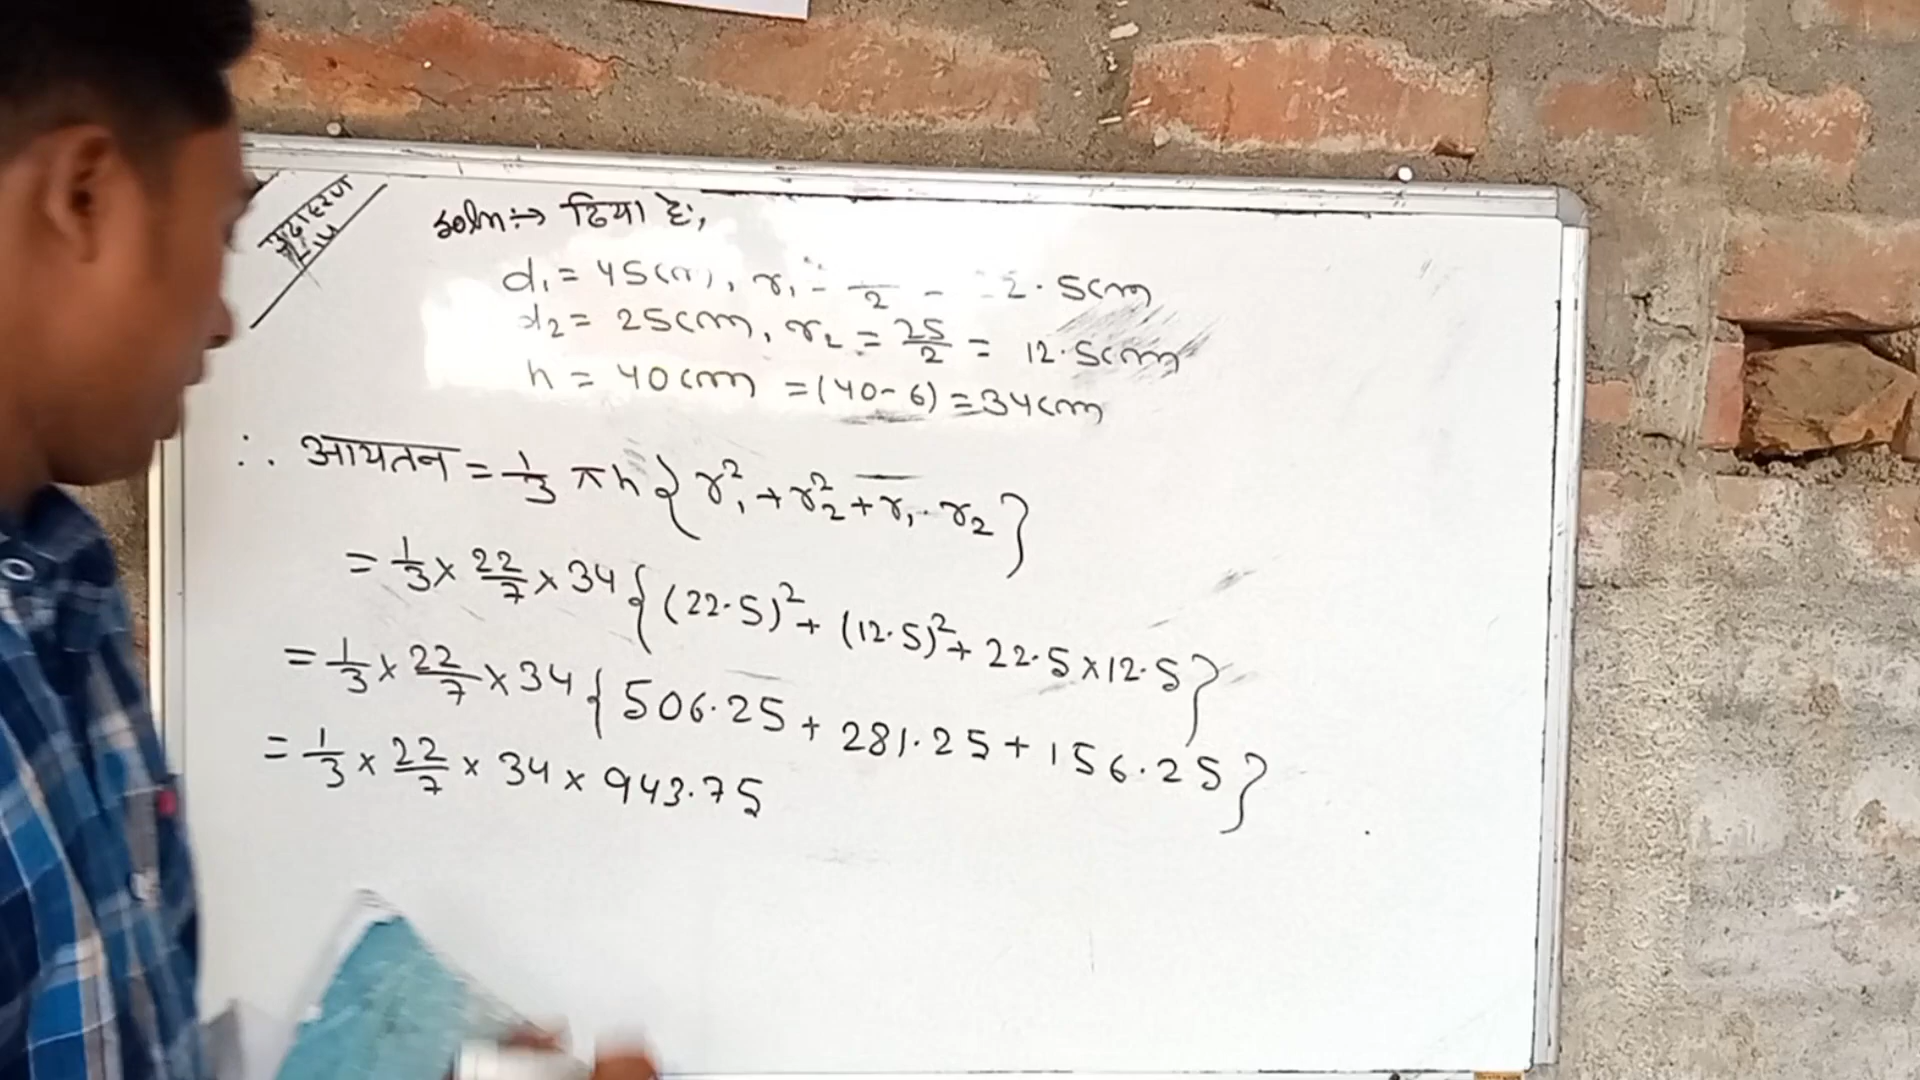 उदाहरण
14
Soln:-> दिया है,
d₁ = 45cm, r₁ = /2 = 2.5cm
d₂ = 25cm, r₂ = 25/2 = 12.5cm
h = 40cm = (40-6) = 34cm
∴ आयतन = 1/3 πh { r₁² + r₂² + r₁.r₂ }
= 1/3 × 22/7 × 34 { (22.5)² + (12.5)² + 22.5 × 12.5 }
= 1/3 × 22/7 × 34 { 506.25 + 281.25 + 156.25 }
= 1/3 × 22/7 × 34 × 943.75